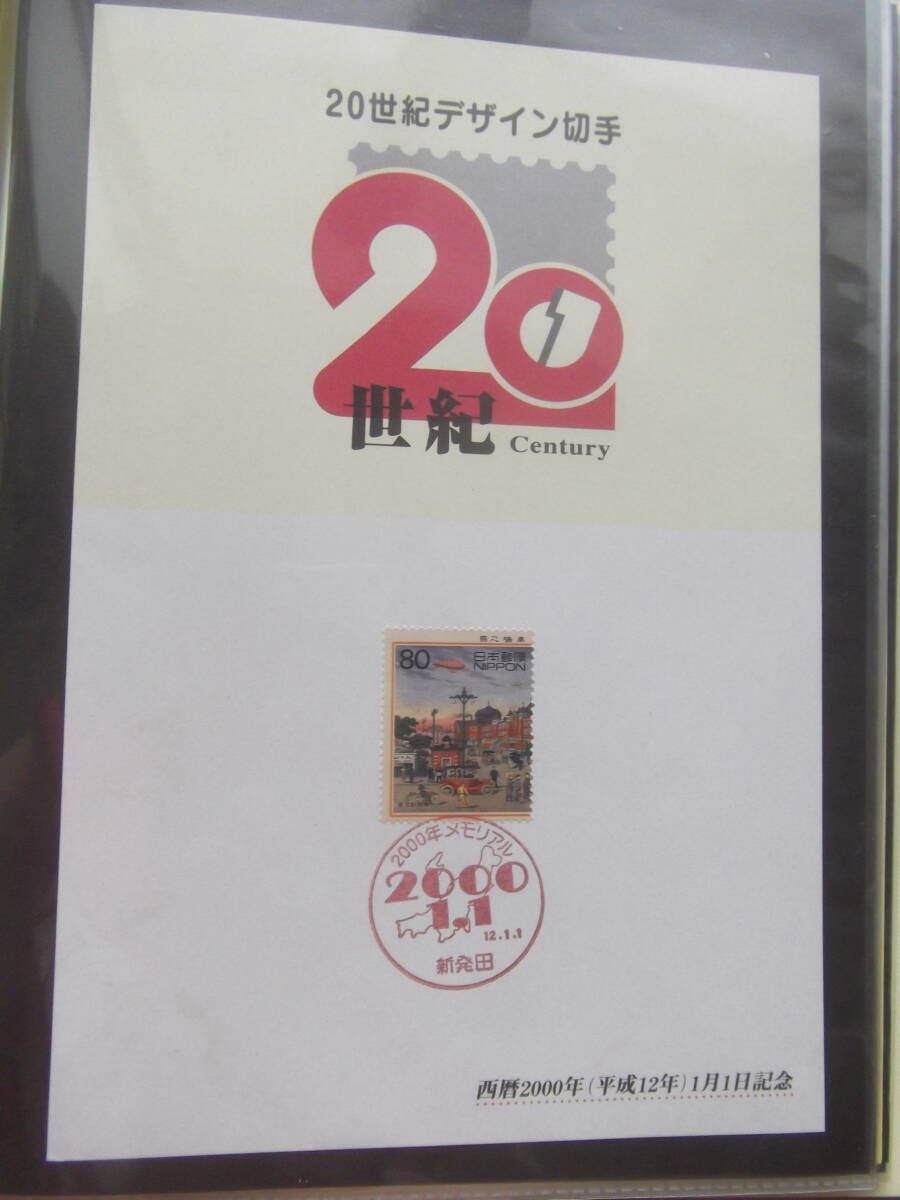 20世紀デザイン切手
20
世紀 Century
80
日本郵便
NIPPON
2000年メモリアル
2000
1.1
12.1.1
新発田
西暦2000年(平成12年)1月1日記念